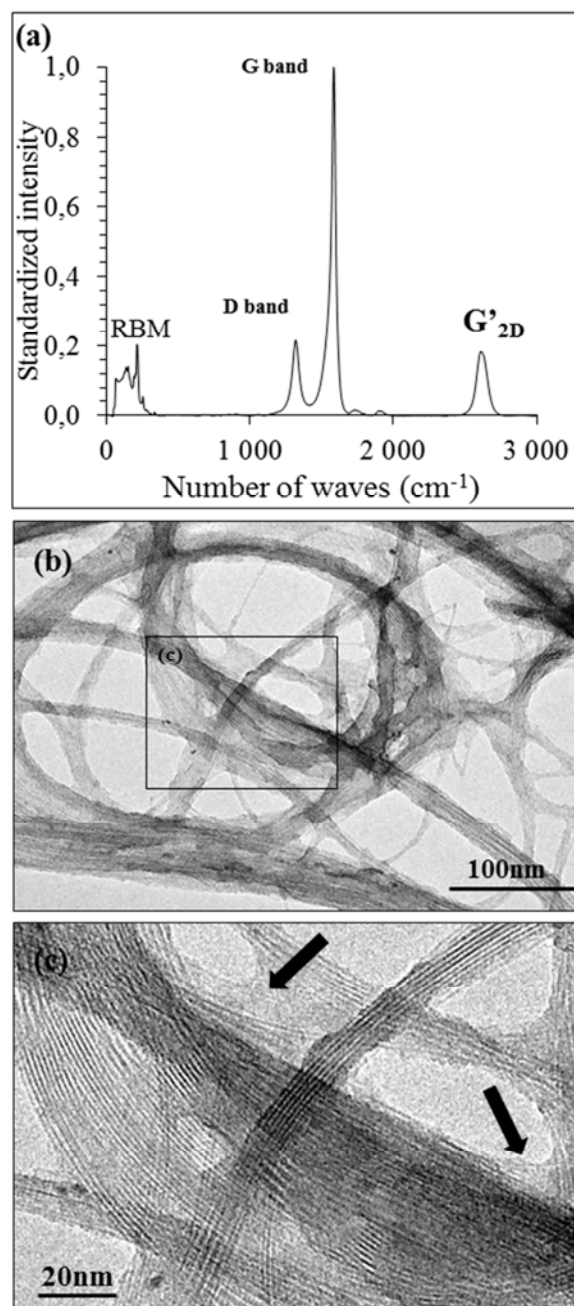 (a)
G band
1,0
0,8
0,6
0,4
0,2
0,0
Standardized intensity
RBM
D band
G'2D
0
1 000
2 000
3 000
Number of waves (cm-1)
(b)
(c)
100nm
(c)
20nm